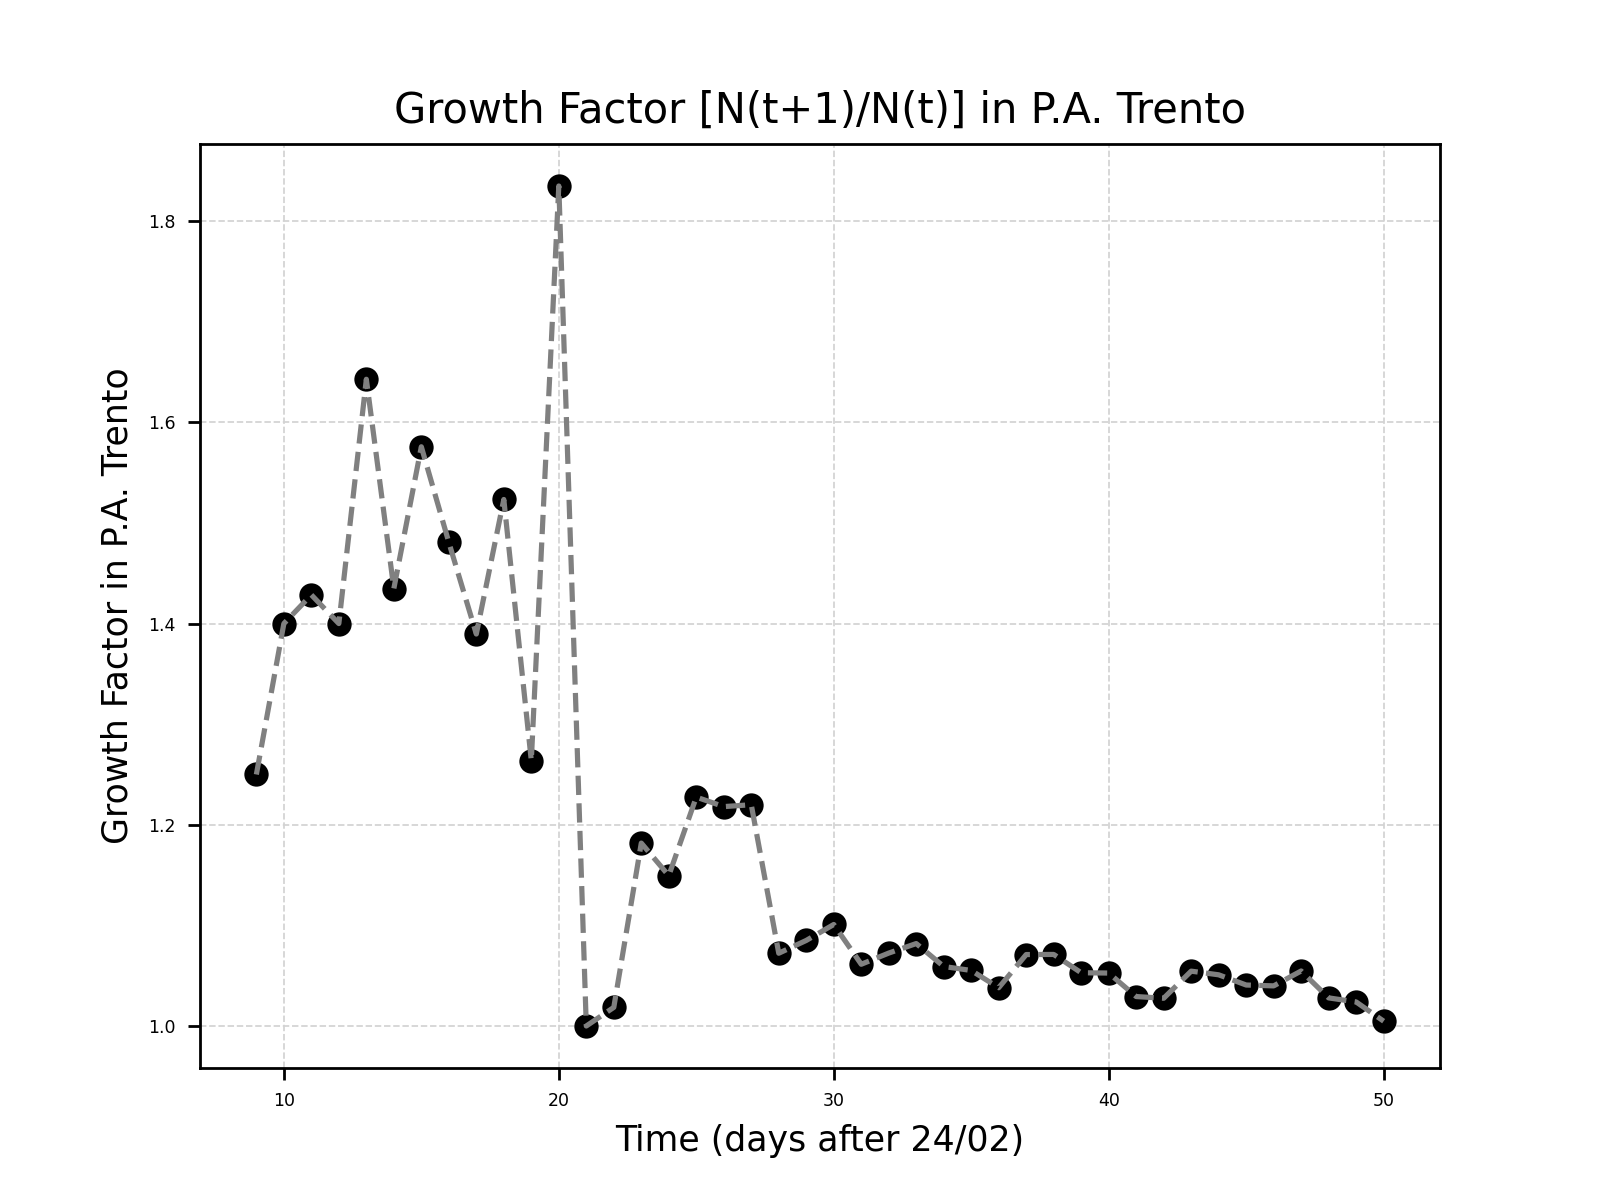 Growth Factor [N(t+1)/N(t)] in P.A. Trento
Growth Factor in P.A. Trento
1.8
1.6
1.4
1.2
1.0
10 20 30 40 50
Time (days after 24/02)